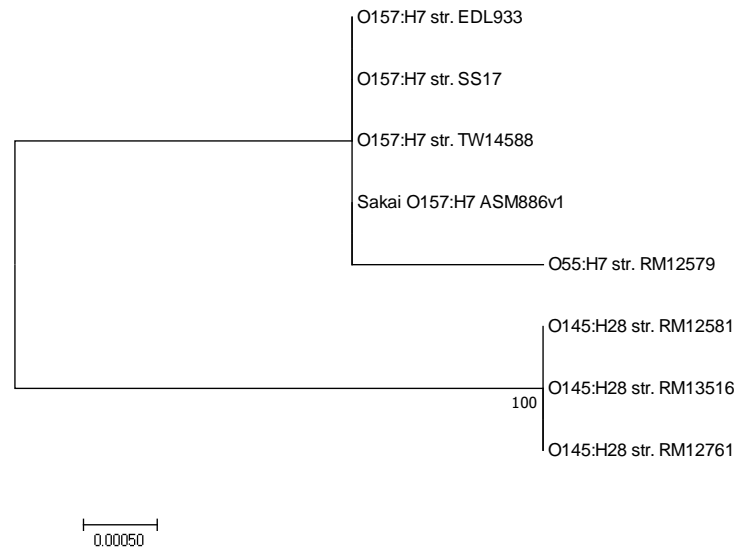 O157:H7 str. EDL933
O157:H7 str. SS17
O157:H7 str. TW14588
Sakai O157:H7 ASM886v1
O55:H7 str. RM12579
O145:H28 str. RM12581
O145:H28 str. RM13516
100
O145:H28 str. RM12761
0.00050